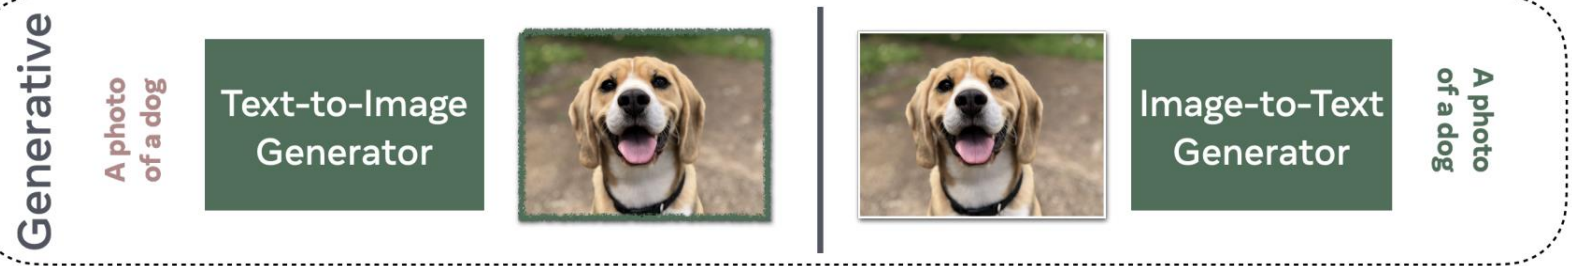 Generative
A photo
of a dog
Text-to-Image
Generator
Image-to-Text
Generator
A photo
of a dog